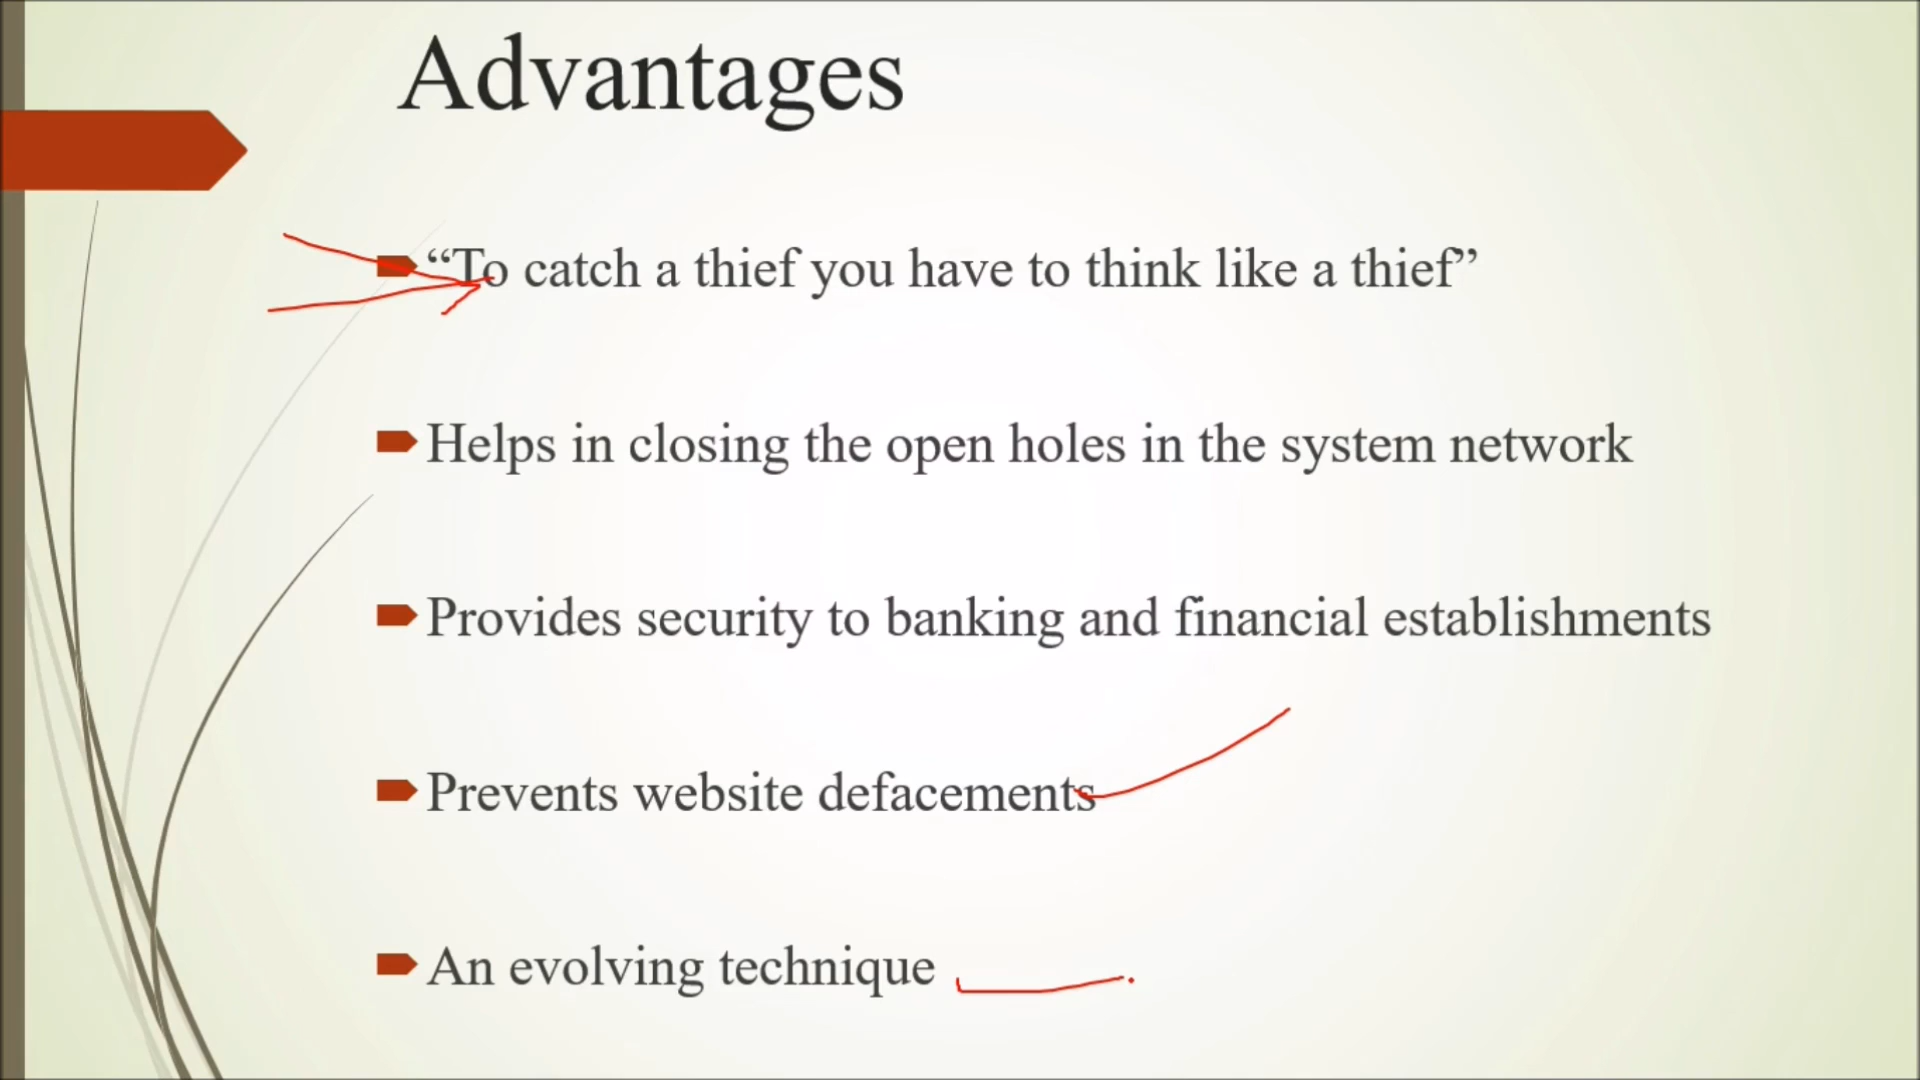 Advantages
“To catch a thief you have to think like a thief”
Helps in closing the open holes in the system network
Provides security to banking and financial establishments
Prevents website defacements
An evolving technique